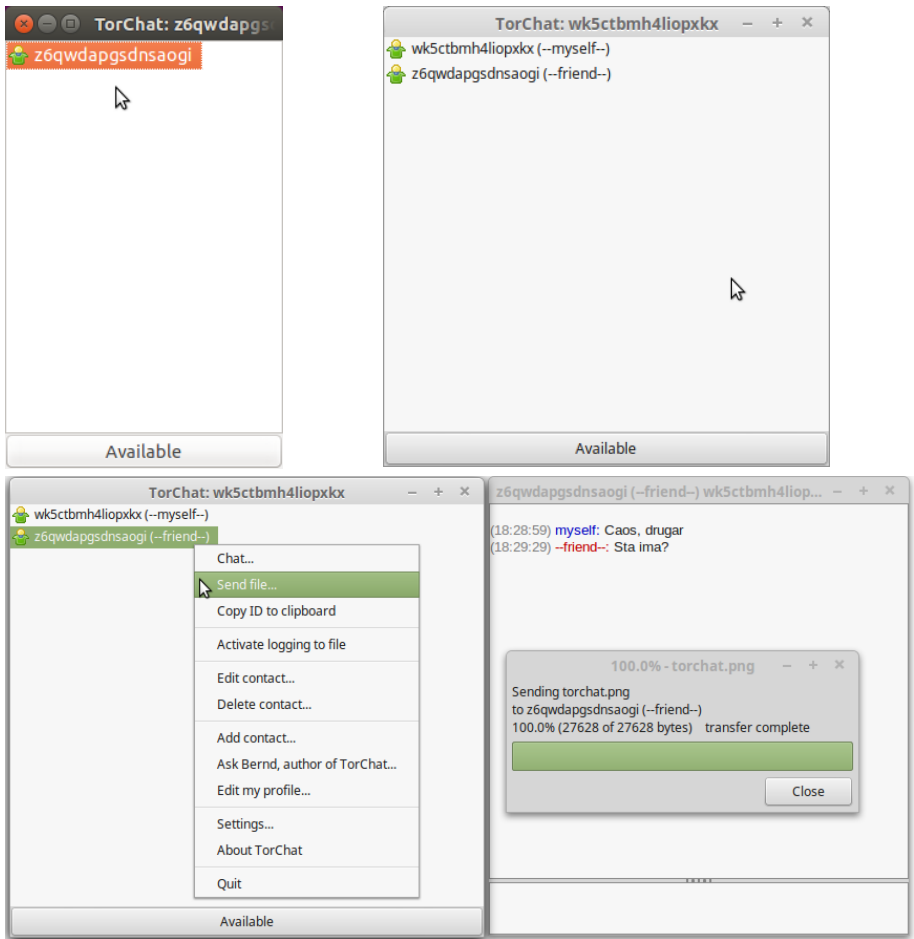 TorChat: z6qwdapgs
z6qwdapgsdnsaogi
Available
TorChat: wk5ctbmh4liopxkx
wk5ctbmh4liopxkx (--myself--)
z6qwdapgsdnsaogi (--friend--)
Available
TorChat: wk5ctbmh4liopxkx
wk5ctbmh4liopxkx (--myself--)
z6qwdapgsdnsaogi (--friend--)
Chat...
Send file...
Copy ID to clipboard
Activate logging to file
Edit contact...
Delete contact...
Add contact...
Ask Bernd, author of TorChat...
Edit my profile...
Settings...
About TorChat
Quit
Available
z6qwdapgsdnsaogi (--friend--) wk5ctbmh4liop...
(18:28:59) myself: Caos, drugar
(18:29:29) --friend--: Sta ima?
100.0% - torchat.png
Sending torchat.png
to z6qwdapgsdnsaogi (--friend--)
100.0% (27628 of 27628 bytes) transfer complete
Close